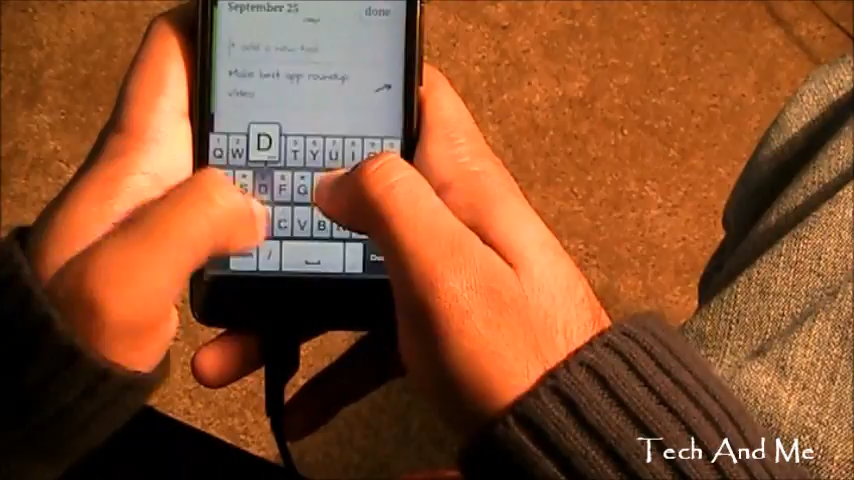 September 25
done
add a new task
Make best app roundup
video
D
Q W T Y U I
S D F G
C V B
/
Tech And Me